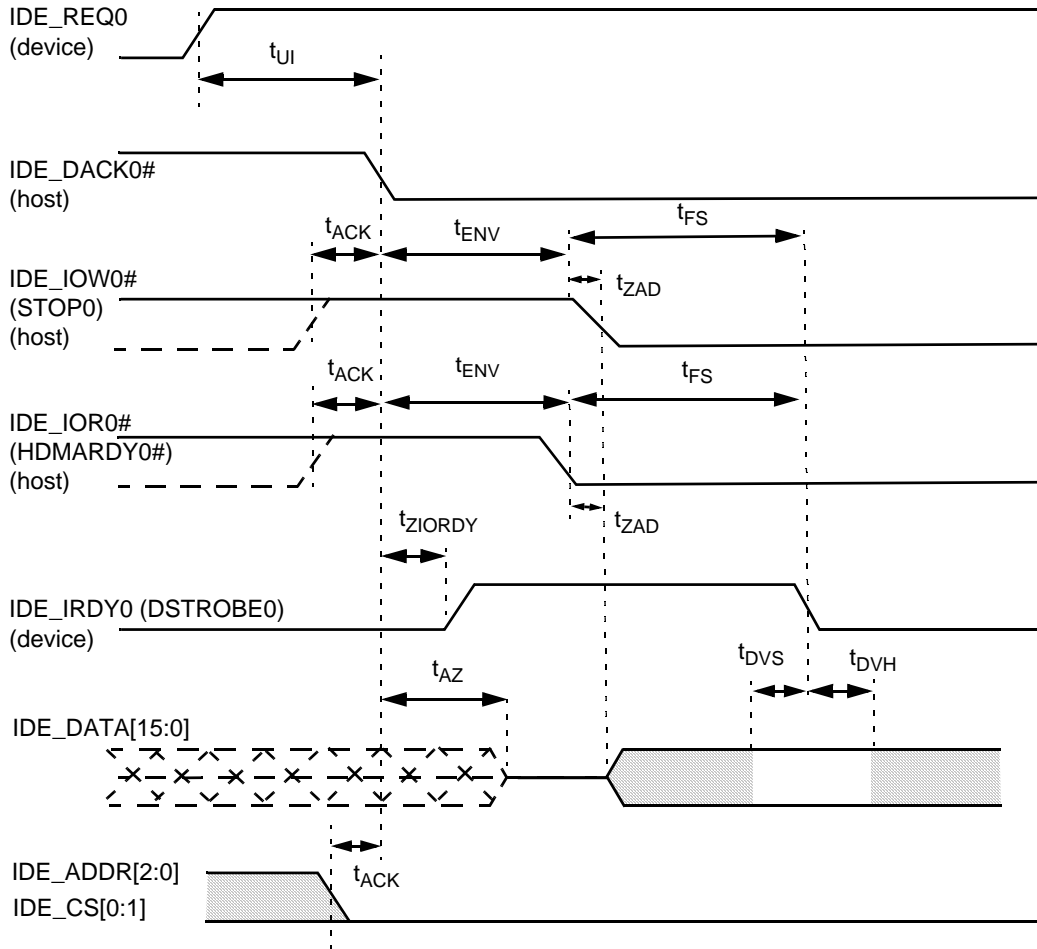 IDE_REQ0
(device)
tUI
IDE_DACK0#
(host)
tACK
tENV
tFS
tZAD
IDE_IOW0#
(STOP0)
(host)
tACK
tENV
tFS
IDE_IOR0#
(HDMARDY0#)
(host)
tZIORDY
tZAD
IDE_IRDY0 (DSTROBE0)
(device)
tDVS
tDVH
tAZ
IDE_DATA[15:0]
IDE_ADDR[2:0]
tACK
IDE_CS[0:1]